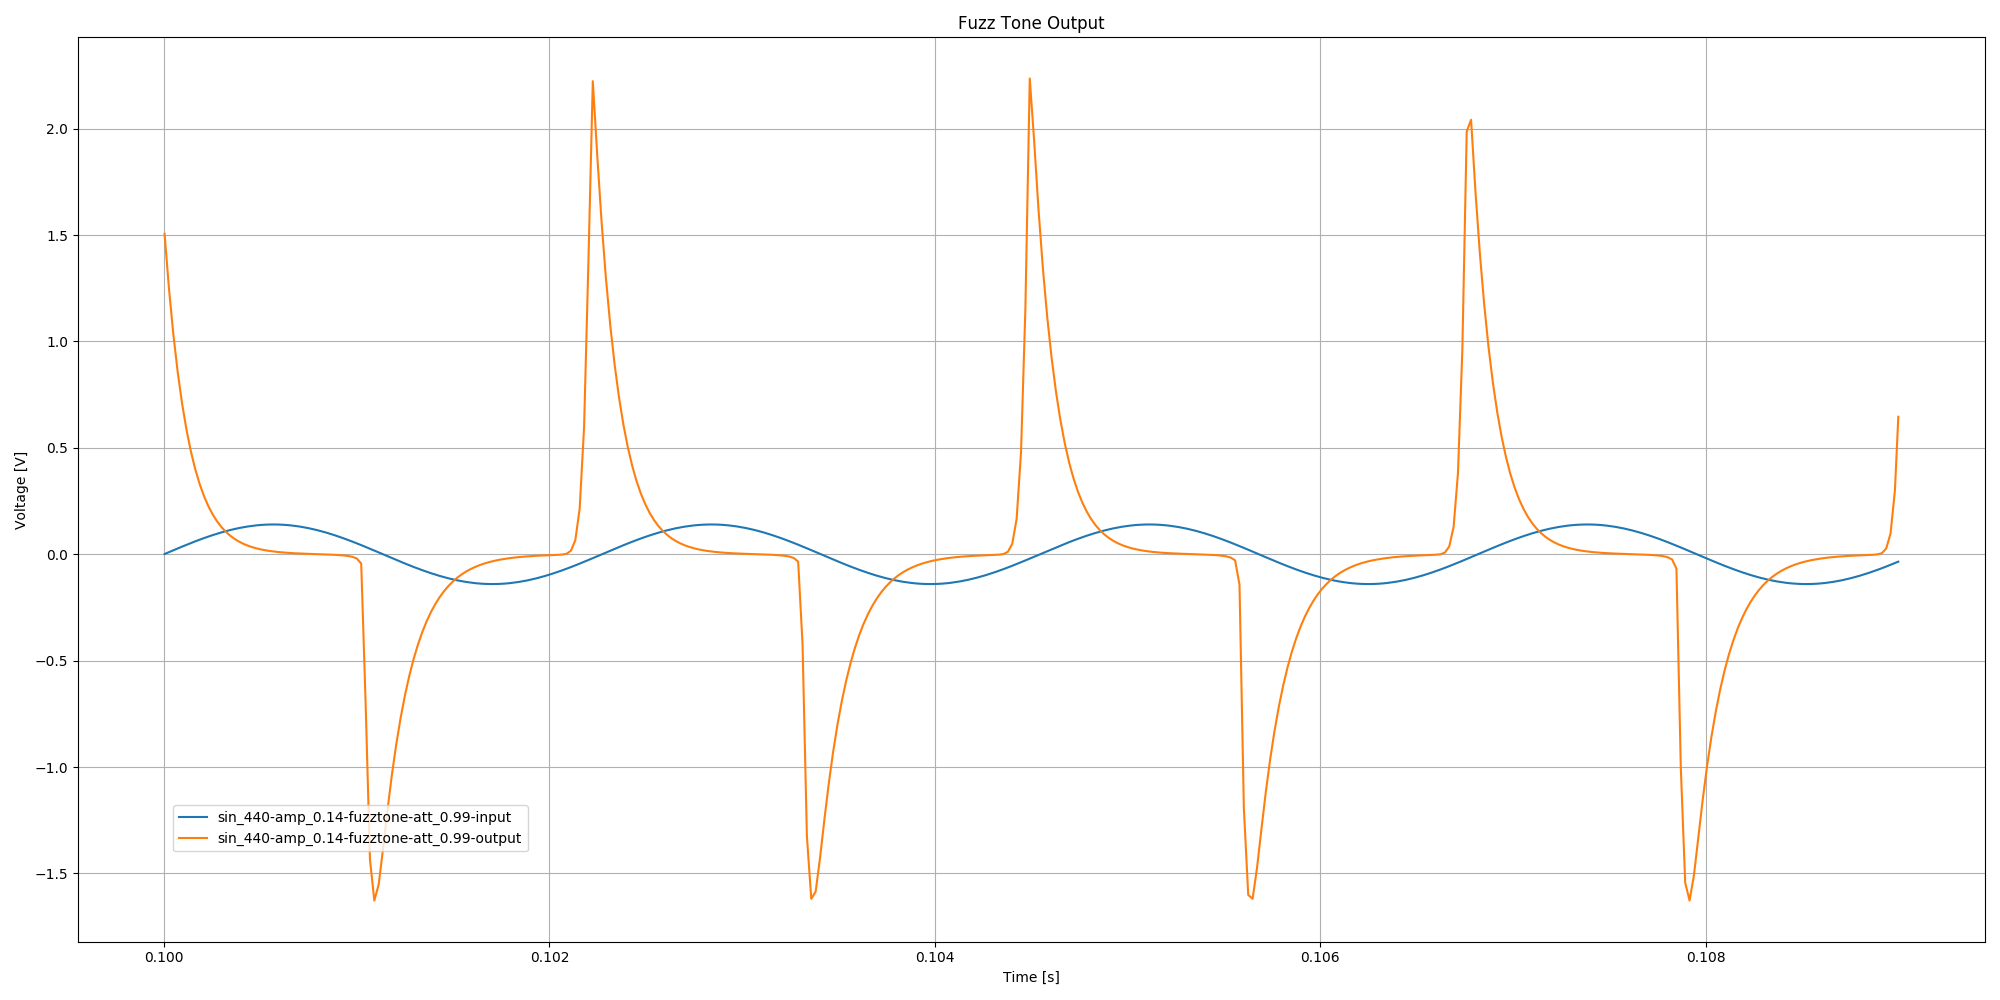 Fuzz Tone Output
Voltage [V]
2.0
1.5
1.0
0.5
0.0
−0.5
−1.0
−1.5
sin_440-amp_0.14-fuzztone-att_0.99-input
sin_440-amp_0.14-fuzztone-att_0.99-output
0.100 0.102 0.104 0.106 0.108
Time [s]